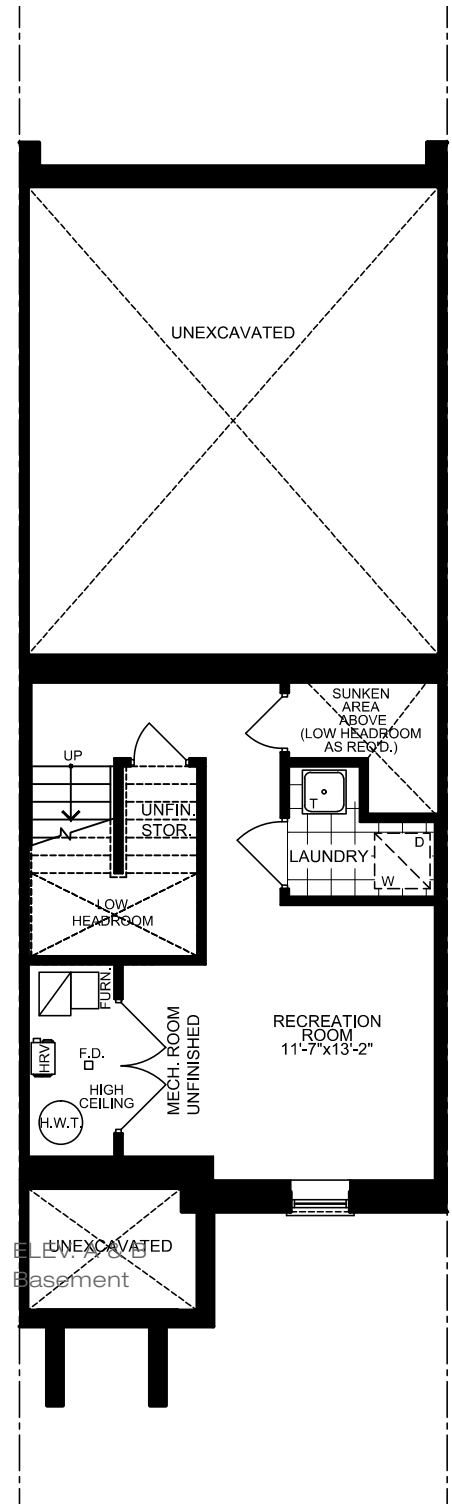 UNEXCAVATED
SUNKEN
AREA
ABOVE
(LOW HEADROOM
AS REQ'D.)
UP
N
UNFIN.
STOR.
T
LAUNDRY
D
W
LOW
HEADROOM
FURN.
HRV
F.D.
HIGH
CEILING
H.W.T.
MECH. ROOM
UNFINISHED
RECREATION
ROOM
11'-7"x13'-2"
UNEXCAVATED
ELEV. A & B
Basement